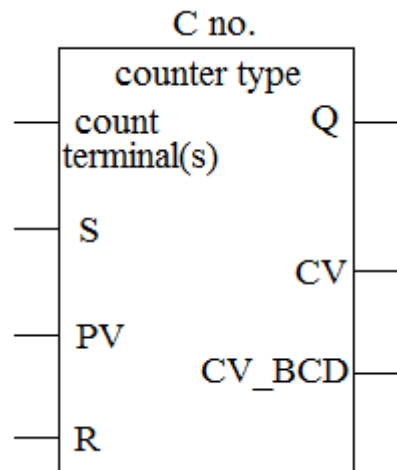 C no.
counter type
count
terminal(s)
Q
S
CV
PV
CV_BCD
R